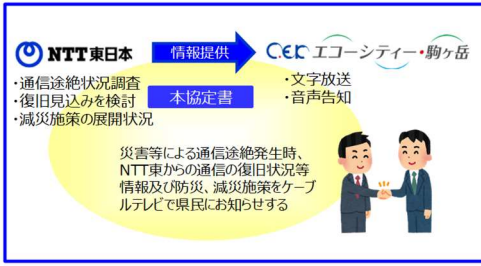 NTT東日本
情報提供
C.E.K エコーシティー・駒ヶ岳
・通信途絶状況調査
・復旧見込みを検討
・減災施策の展開状況
本協定書
・文字放送
・音声告知
災害等による通信途絶発生時、
NTT東からの通信の復旧状況等
情報及び防災、減災施策をケーブ
ルテレビで県民にお知らせする